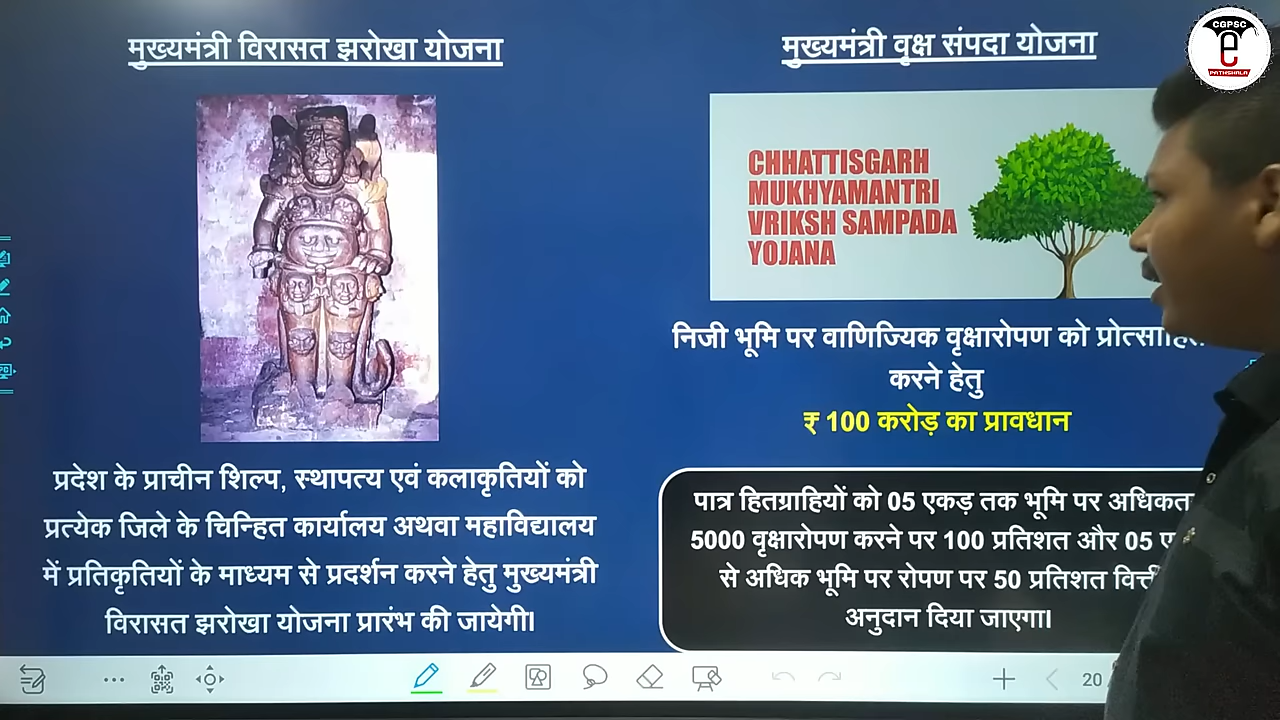 मुख्यमंत्री विरासत झरोखा योजना
प्रदेश के प्राचीन शिल्प, स्थापत्य एवं कलाकृतियों को
प्रत्येक जिले के चिन्हित कार्यालय अथवा महाविद्यालय
में प्रतिकृतियों के माध्यम से प्रदर्शन करने हेतु मुख्यमंत्री
विरासत झरोखा योजना प्रारंभ की जायेगी।
मुख्यमंत्री वृक्ष संपदा योजना
CHHATTISGARH
MUKHYAMANTRI
VRIKSH SAMPADA
YOJANA
निजी भूमि पर वाणिज्यिक वृक्षारोपण को
करने हेतु
₹ 100 करोड़ का प्रावधान
पात्र हितग्राहियों को 05 एकड़ तक भूमि पर
5000 वृक्षारोपण करने पर 100 प्रतिशत और 05
से अधिक भूमि पर रोपण पर 50 प्रतिशत
अनुदान दिया जाएगा।
CGPSC
e
PATHSHALA
20